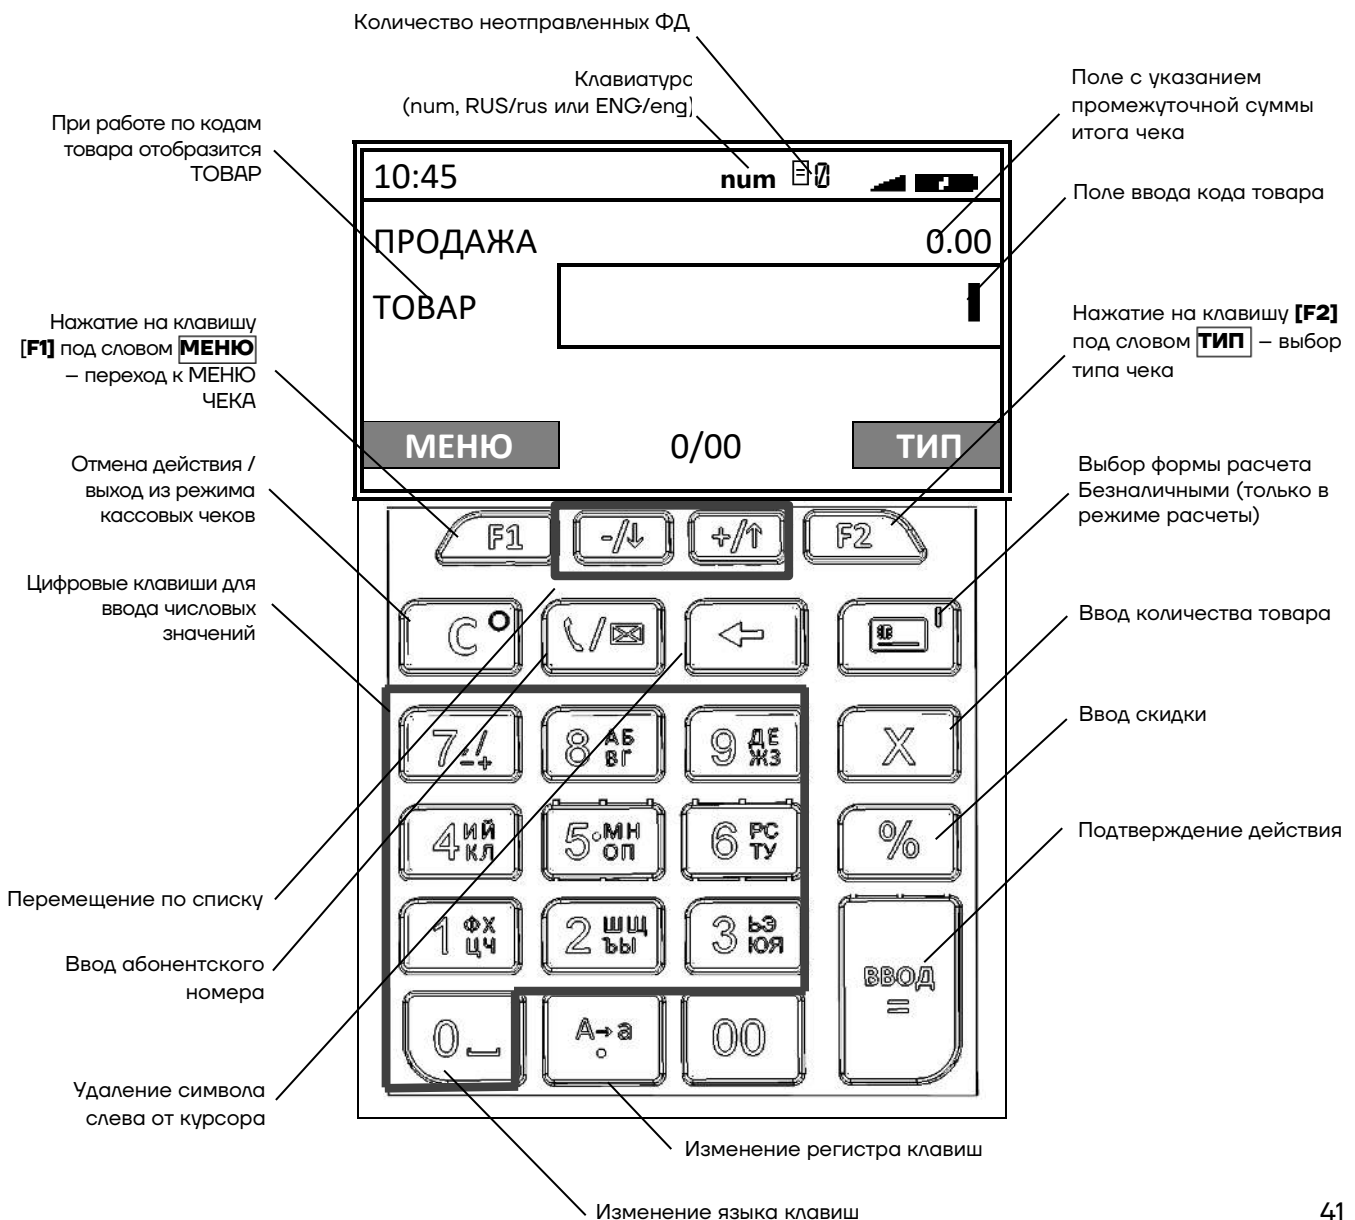 Количество неотправленных ФД
Клавиатура
(num, RUS/rus или ENG/eng)
Поле с указанием
промежуточной суммы
итога чека
При работе по кодам
товара отобразится
ТОВАР
10:45 num 0
Поле ввода кода товара
ПРОДАЖА 0.00
ТОВАР
Нажатие на клавишу
[F1] под словом МЕНЮ
– переход к МЕНЮ
ЧЕКА
Нажатие на клавишу [F2]
под словом ТИП – выбор
типа чека
МЕНЮ 0/00 ТИП
Отмена действия /
выход из режима
кассовых чеков
Выбор формы расчета
Безналичными (только в
режиме расчеты)
F1 -/↓ +/↑ F2
Цифровые клавиши для
ввода числовых
значений
C
Ввод количества товара
7 ./
–+
8 АБ
ВГ
9 ДЕ
ЖЗ
X
Ввод скидки
4 ИЙ
КЛ
5 МН
ОП
6 РС
ТУ
%
Подтверждение действия
Перемещение по списку
1 ФХ
ЦЧ
2 ШЩ
ЪЫ
3 ЬЭ
ЮЯ
ВВОД
=
Ввод абонентского
номера
0
А→а
00
Удаление символа
слева от курсора
Изменение регистра клавиш
Изменение языка клавиш
41